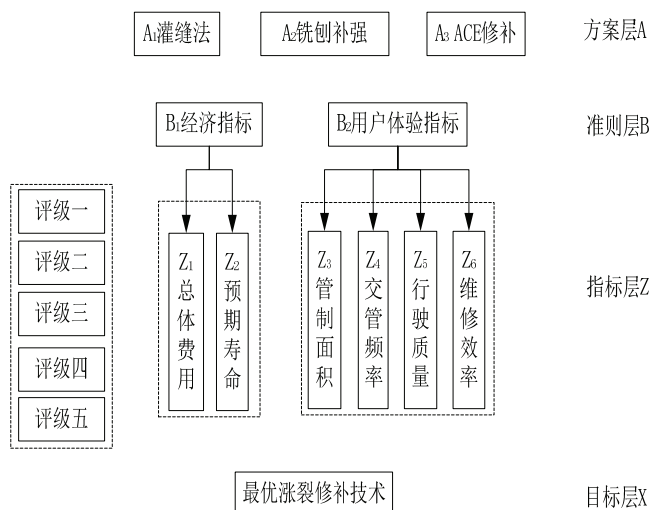 A1灌缝法 A2铣刨补强 A3 ACE修补 方案层A
B1经济指标 B2用户体验指标 准则层B
评级一
评级二
评级三
评级四
评级五
Z1总体费用
Z2预期寿命
Z3管制面积
Z4交管频率
Z5行驶质量
Z6维修效率
指标层Z
最优涨裂修补技术 目标层X